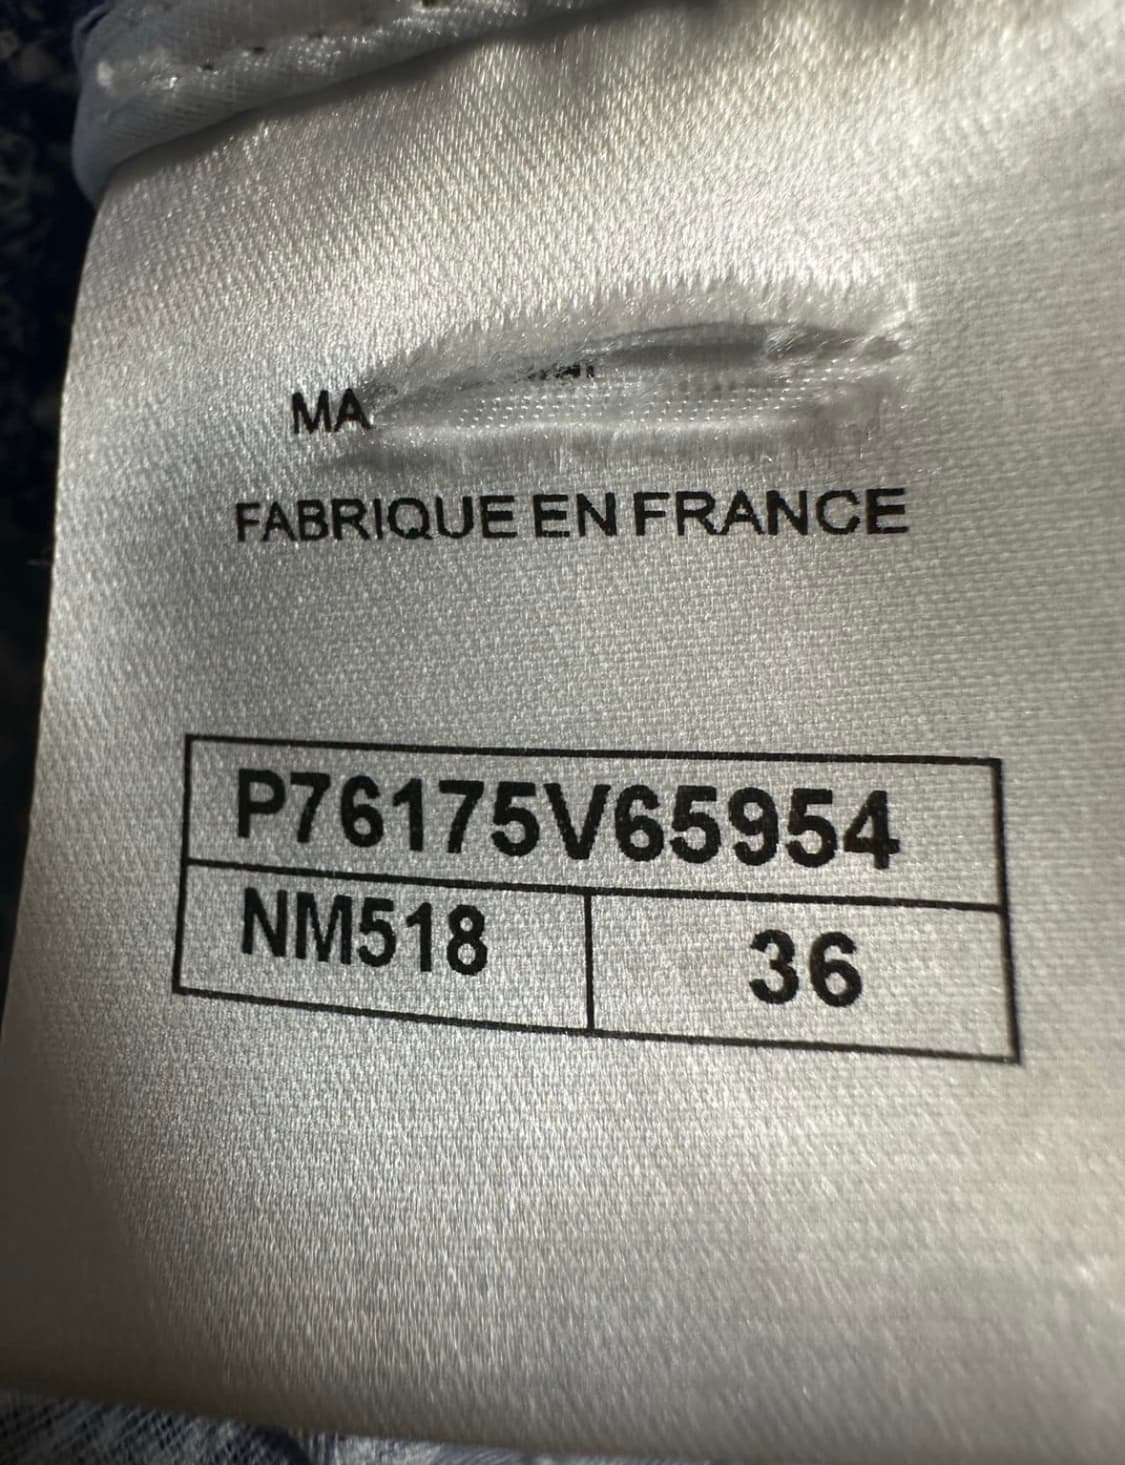 MA
FABRIQUE EN FRANCE
P76175V65954
NM518 36